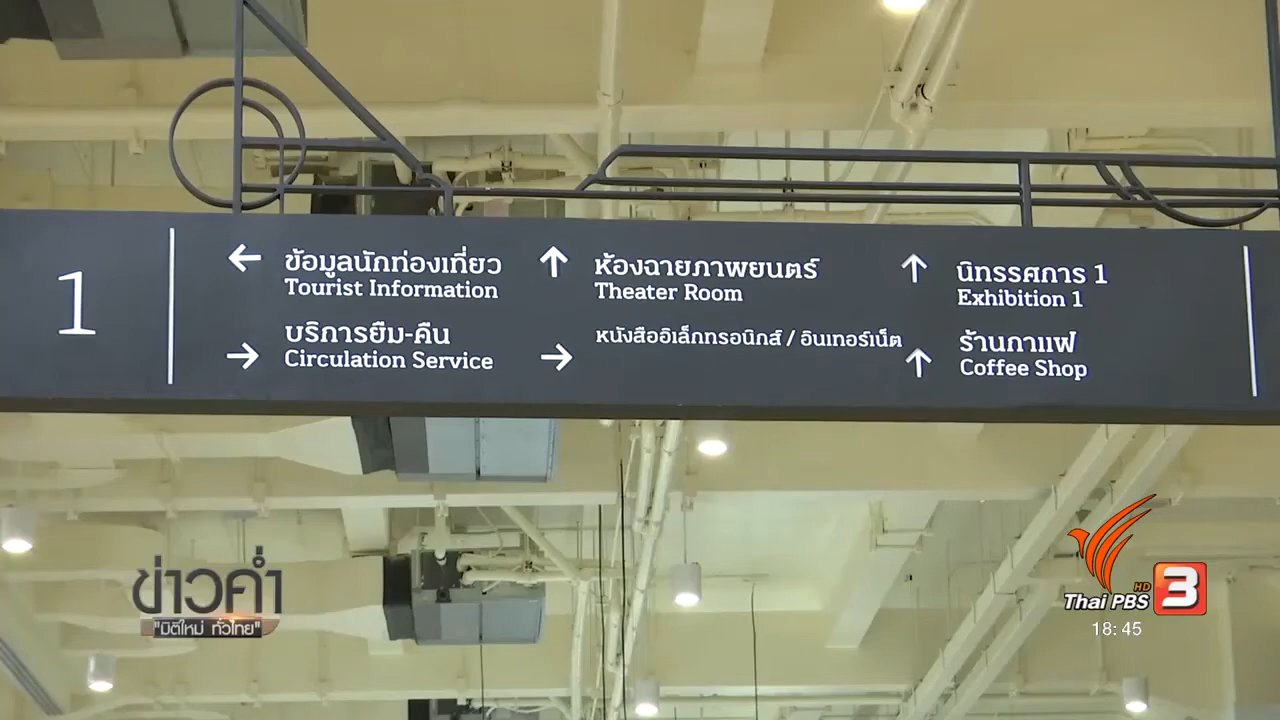 1
ข้อมูลนักท่องเที่ยว
Tourist Information
บริการยืม-คืน
Circulation Service
ห้องฉายภาพยนตร์
Theater Room
หนังสืออิเล็กทรอนิกส์ / อินเทอร์เน็ต
นิทรรศการ 1
Exhibition 1
ร้านกาแฟ
Coffee Shop
ข่าวค่ำ
"มิติใหม่ ทั่วไทย"
HD
Thai PBS 3
18:45